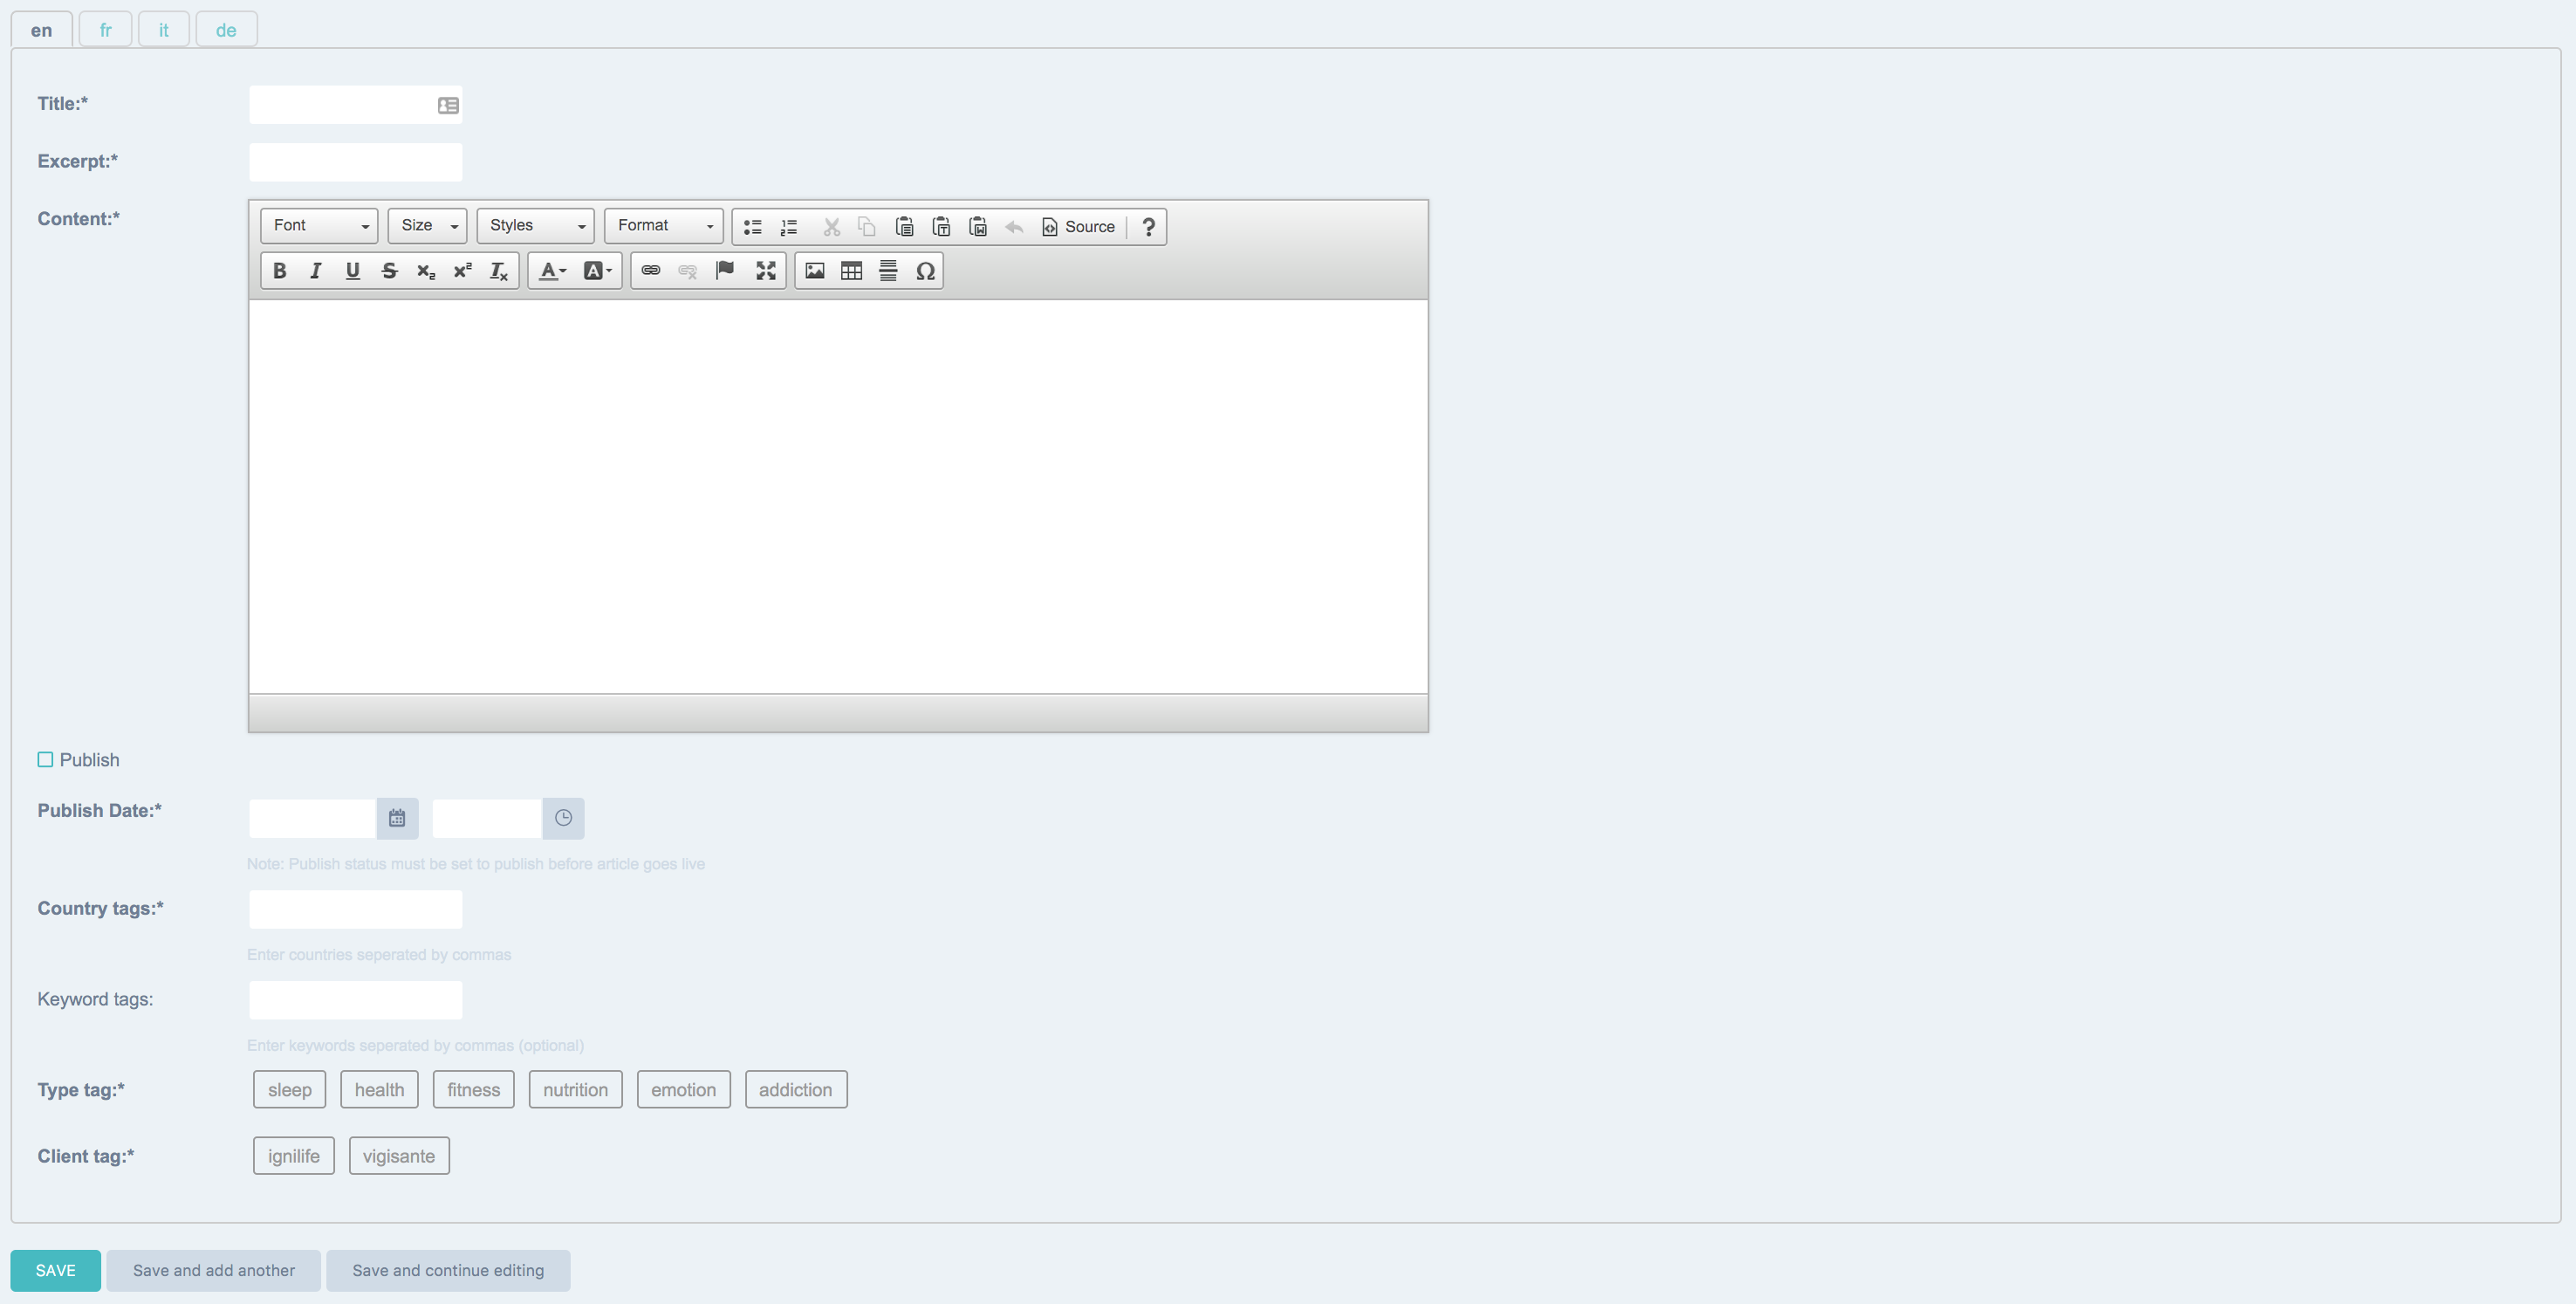 en fr it de
Title:*
Excerpt:*
Content:*
Font Size Styles Format Source ?
B I U S x₂ x² Tx A A Ω
Publish
Publish Date:*
Note: Publish status must be set to publish before article goes live
Country tags:*
Enter countries seperated by commas
Keyword tags:
Enter keywords seperated by commas (optional)
Type tag:* sleep health fitness nutrition emotion addiction
Client tag:* ignilife vigisante
SAVE Save and add another Save and continue editing